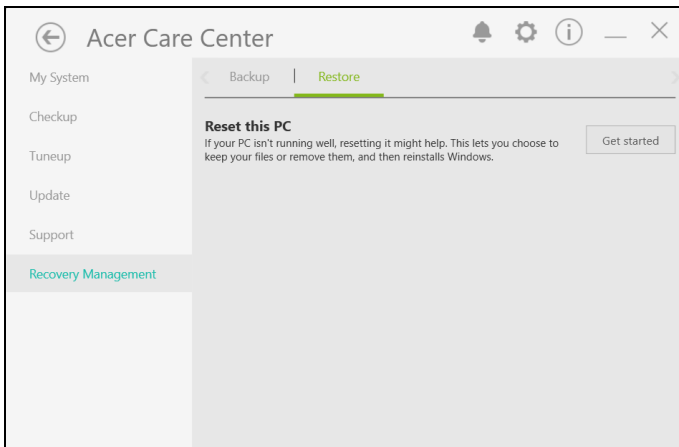 Acer Care Center
My System
Checkup
Tuneup
Update
Support
Recovery Management
Backup | Restore
Reset this PC
If your PC isn't running well, resetting it might help. This lets you choose to
keep your files or remove them, and then reinstalls Windows.
Get started